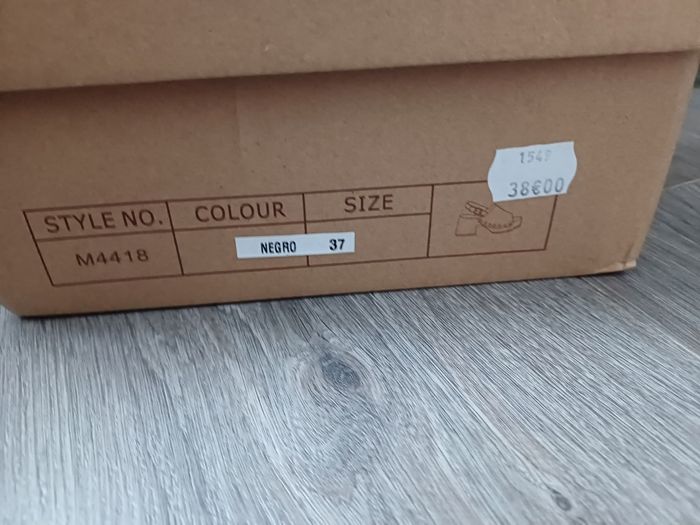 38€00
STYLE NO. COLOUR SIZE
M4418 NEGRO 37